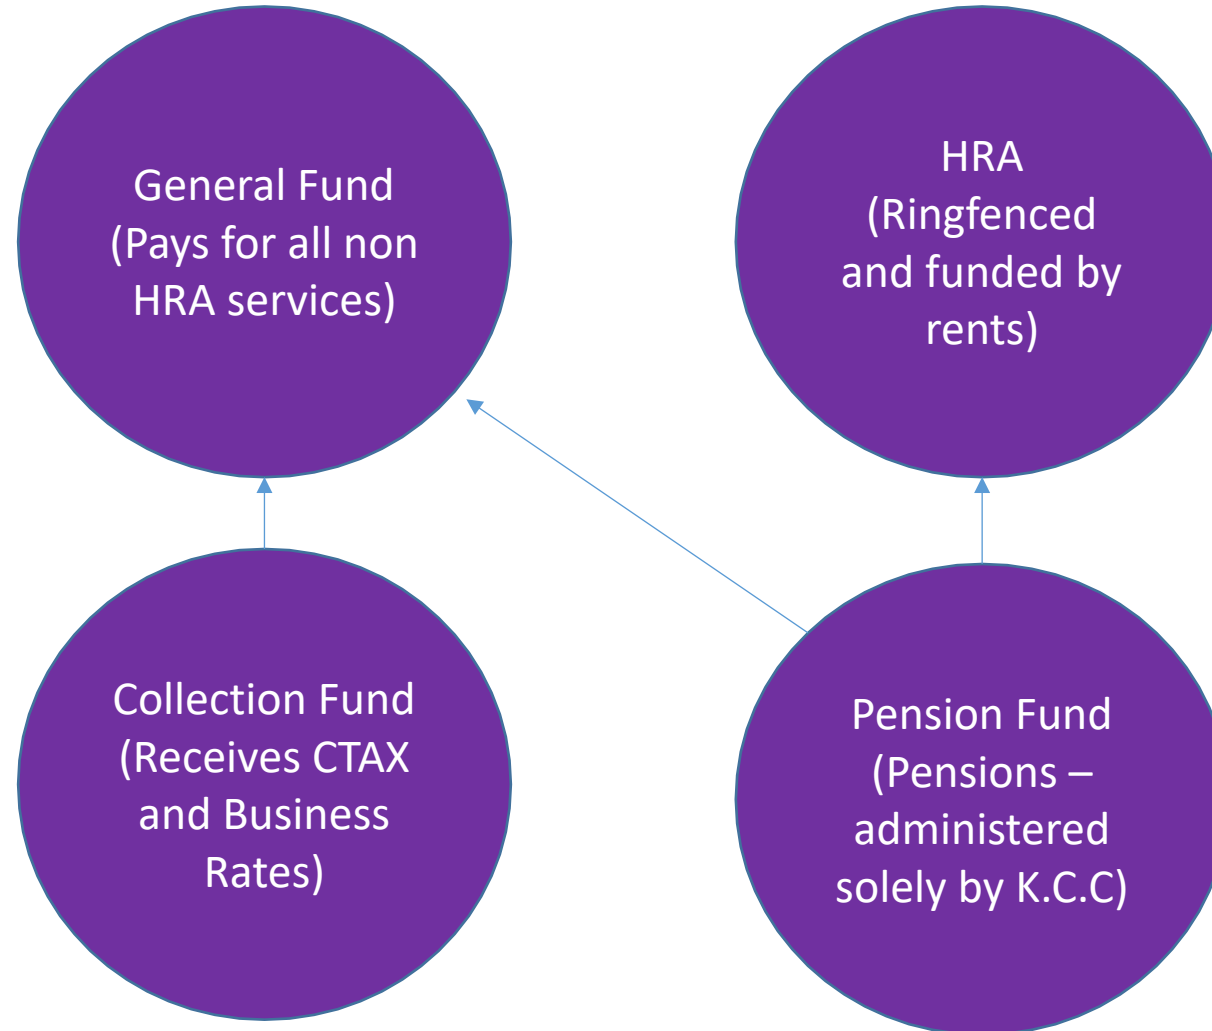 General Fund
(Pays for all non
HRA services)
HRA
(Ringfenced
and funded by
rents)
Collection Fund
(Receives CTAX
and Business
Rates)
Pension Fund
(Pensions –
administered
solely by K.C.C)